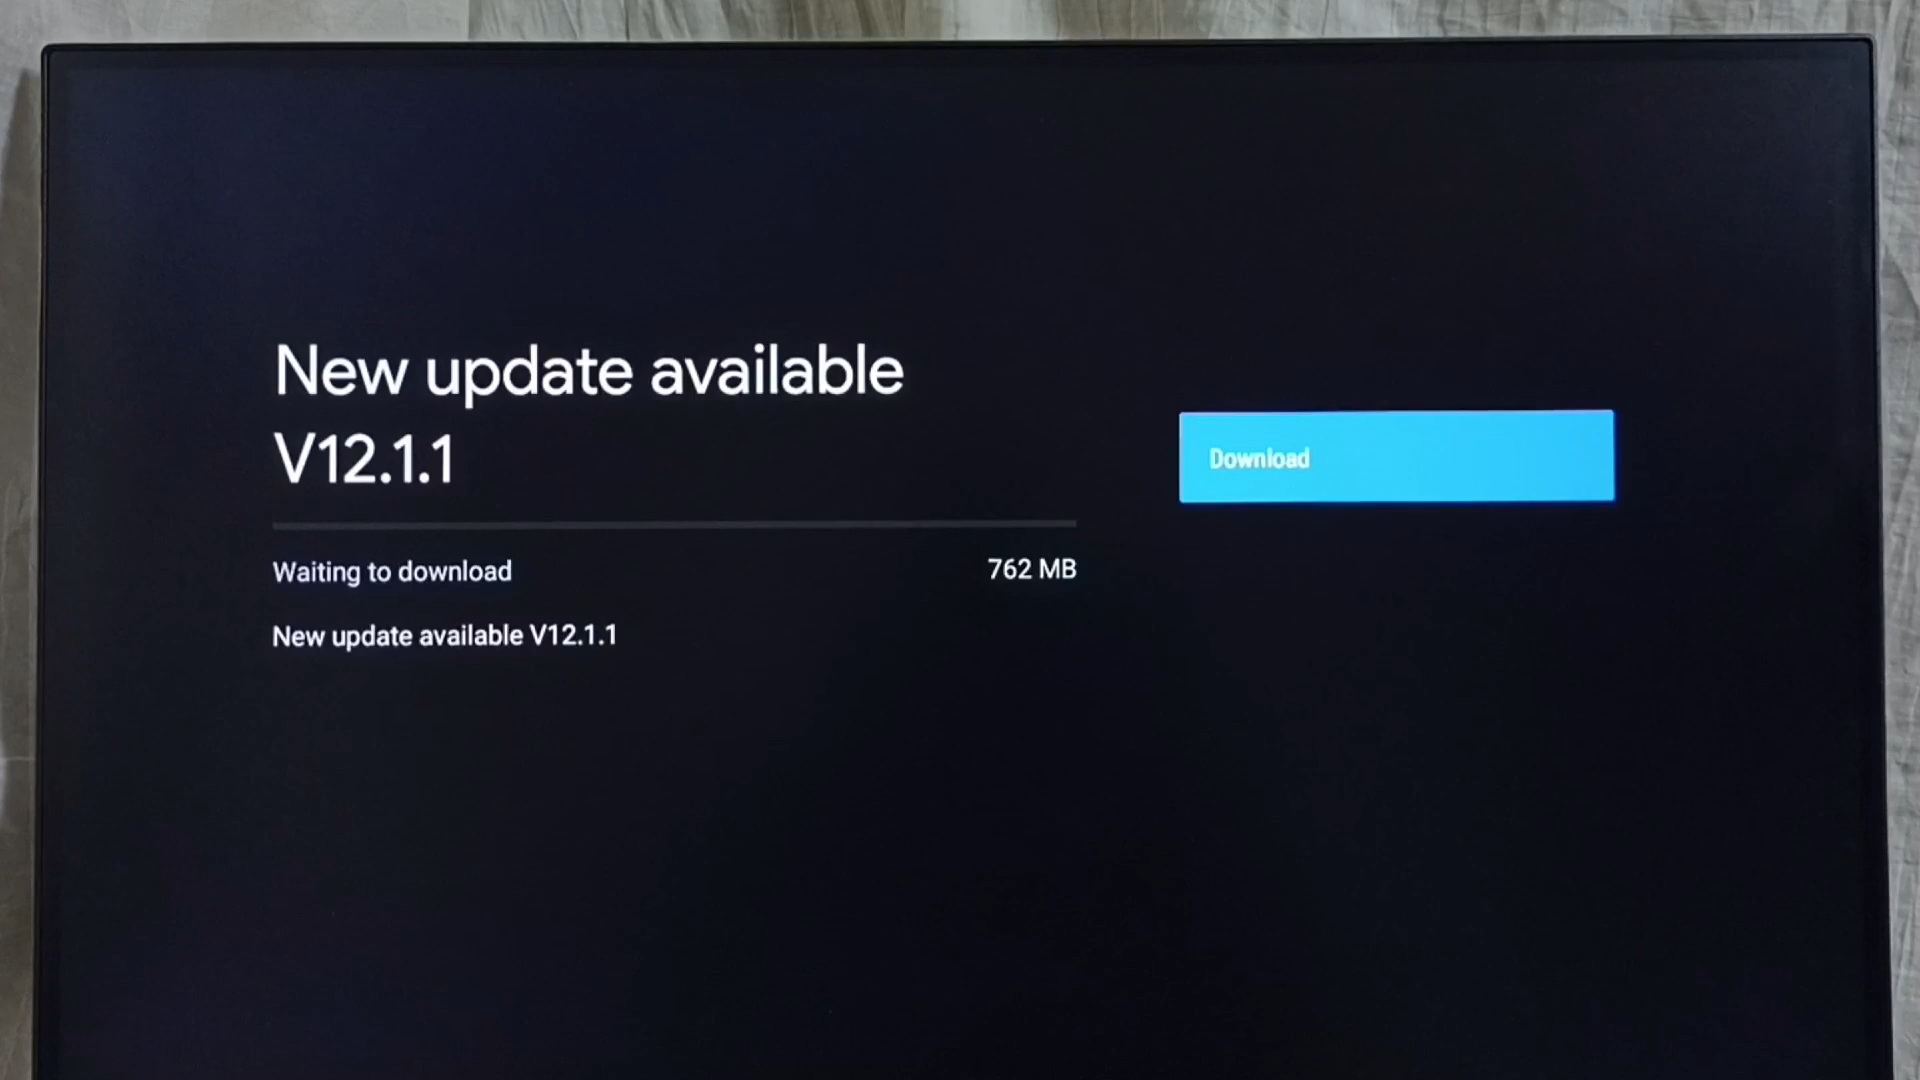 New update available
V12.1.1
Download
Waiting to download 762 MB
New update available V12.1.1